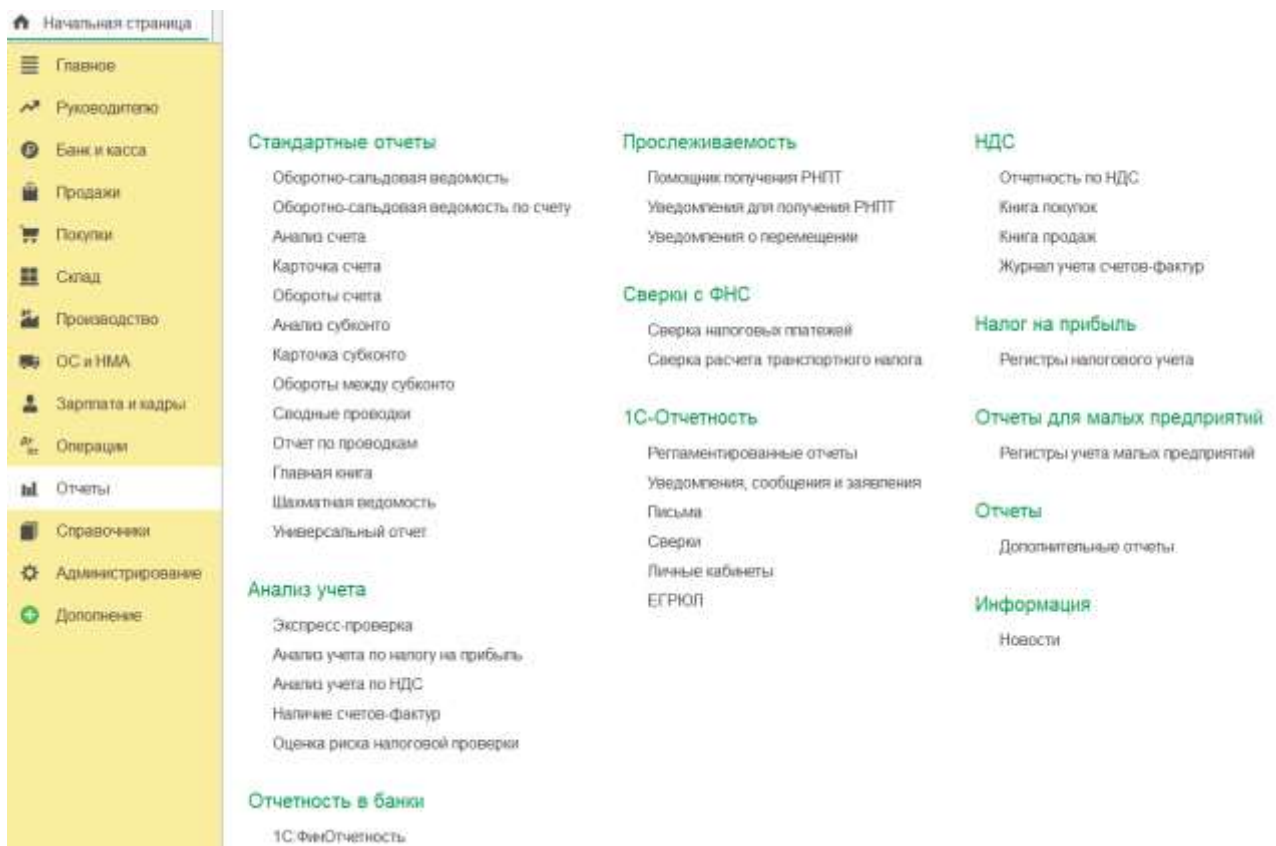 Начальная страница
Главное
Руководителю
Банк и касса
Продажи
Покупки
Склад
Производство
ОС и НМА
Зарплата и кадры
Операции
Отчеты
Справочники
Администрирование
Дополнение
Стандартные отчеты
Оборотно-сальдовая ведомость
Оборотно-сальдовая ведомость по счету
Анализ счета
Карточка счета
Обороты счета
Анализ субконто
Карточка субконто
Обороты между субконто
Сводные проводки
Отчет по проводкам
Главная книга
Шахматная ведомость
Универсальный отчет
Анализ учета
Экспресс-проверка
Анализ учета по налогу на прибыль
Анализ учета по НДС
Наличие счетов-фактур
Оценка риска налоговой проверки
Отчетность в банки
1С:ФинОтчетность
Прослеживаемость
Помощник получения РНПТ
Уведомления для получения РНПТ
Уведомления о перемещении
Сверки с ФНС
Сверка налоговых платежей
Сверка расчета транспортного налога
1С-Отчетность
Регламентированные отчеты
Уведомления, сообщения и заявления
Письма
Сверки
Личные кабинеты
ЕГРЮЛ
НДС
Отчетность по НДС
Книга покупок
Книга продаж
Журнал учета счетов-фактур
Налог на прибыль
Регистры налогового учета
Отчеты для малых предприятий
Регистры учета малых предприятий
Отчеты
Дополнительные отчеты
Информация
Новости